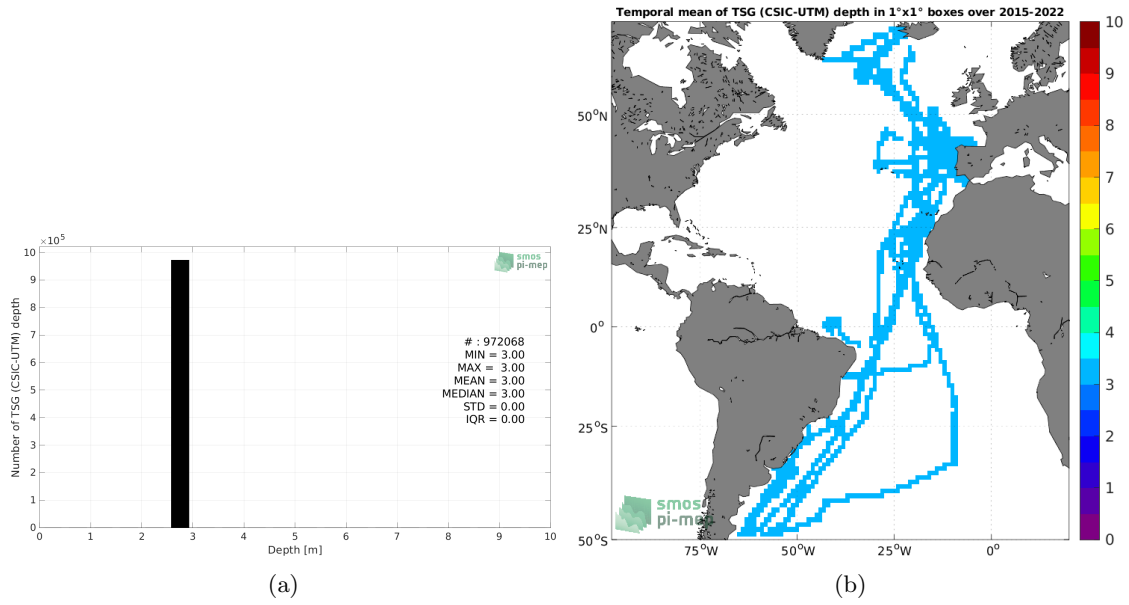 Temporal mean of TSG (CSIC-UTM) depth in 1°x1° boxes over 2015-2022
×10⁵
10
9
8
7
6
5
4
3
2
1
0
Number of TSG (CSIC-UTM) depth
smos
pi-mep
# : 972068
MIN = 3.00
MAX = 3.00
MEAN = 3.00
MEDIAN = 3.00
STD = 0.00
IQR = 0.00
0 1 2 3 4 5 6 7 8 9 10
Depth [m]
(a)
50°N
25°N
0°
25°S
50°S
smos
pi-mep
75°W 50°W 25°W 0°
10
9
8
7
6
5
4
3
2
1
0
(b)